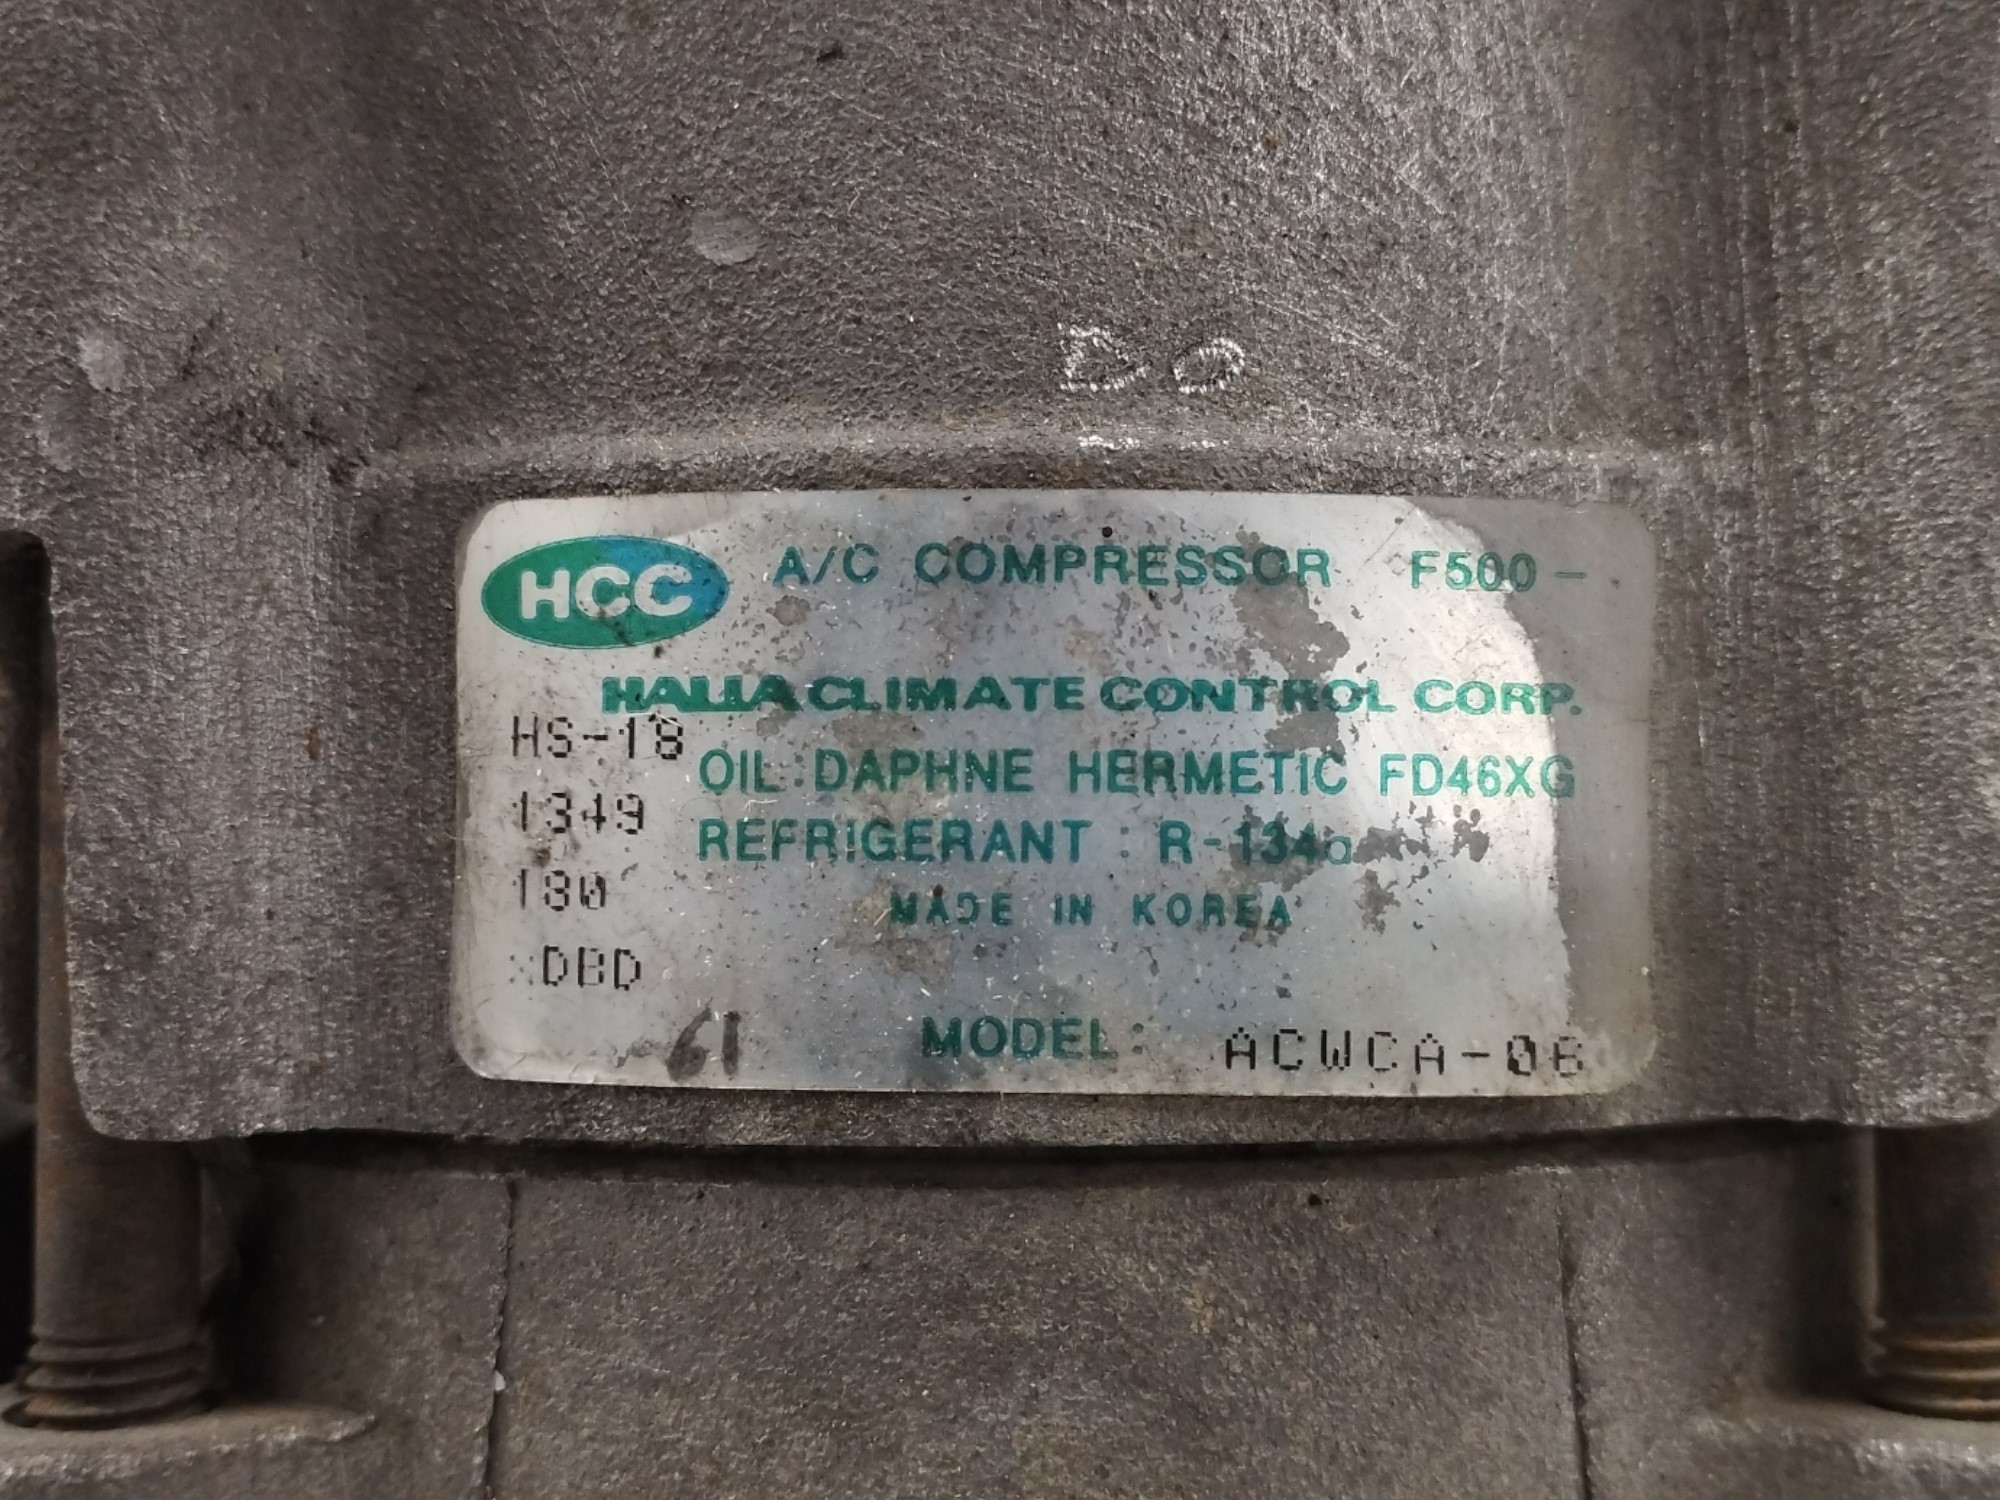 DO
HCC A/C COMPRESSOR F500-
HALLA CLIMATE CONTROL CORP.
HS-18
OIL:DAPHNE HERMETIC FD46XG
1349
REFRIGERANT : R-134a
180
MADE IN KOREA
×DBD
61
MODEL: ACWCA-06